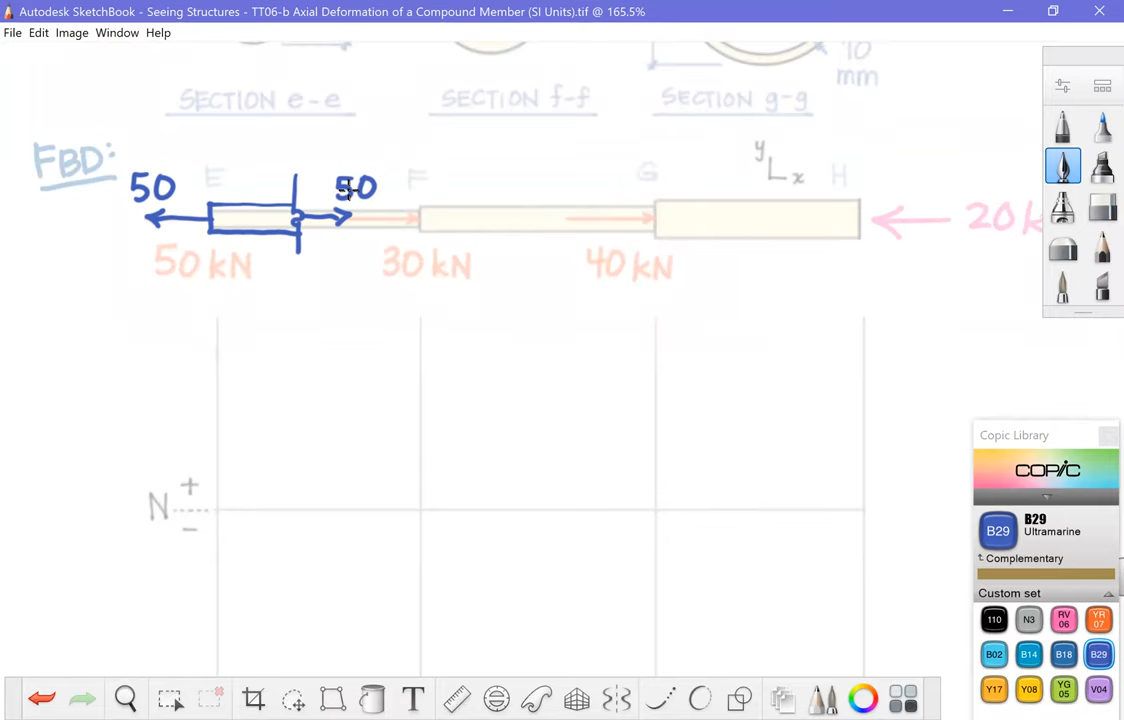 Autodesk SketchBook - Seeing Structures - TT06-b Axial Deformation of a Compound Member (SI Units).tif @ 165.5%
File Edit Image Window Help
10
mm
SECTION e-e
SECTION f-f
SECTION g-g
FBD:
50
E
50
F
G
y
x
H
20 k
50 kN
30 kN
40 kN
N + -
Copic Library
COPIC
B29
B29
Ultramarine
Complementary
Custom set
110 N3 RV 06 YR 07
B02 B14 B18 B29
Y17 Y08 YG 05 V04
T